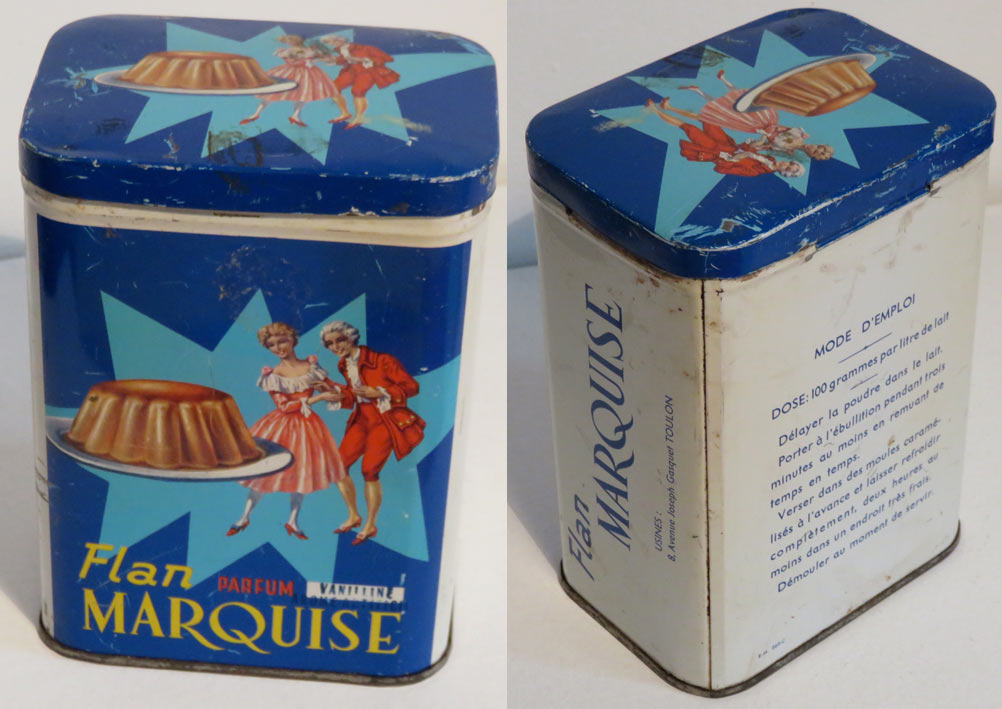 Flan
PARFUM VANILLINE
MARQUISE
Flan
MARQUISE
USINES:
8, Avenue Joseph Gasquet TOULON
MODE D'EMPLOI
DOSE: 100 grammes par litre de lait
Délayer la poudre dans le lait.
Porter à l'ébullition pendant trois
minutes au moins en remuant de
temps en temps.
Verser dans des moules caramé-
lisés à l'avance et laisser refroidir
complètement, deux heures au
moins dans un endroit très frais.
Démouler au moment de servir.